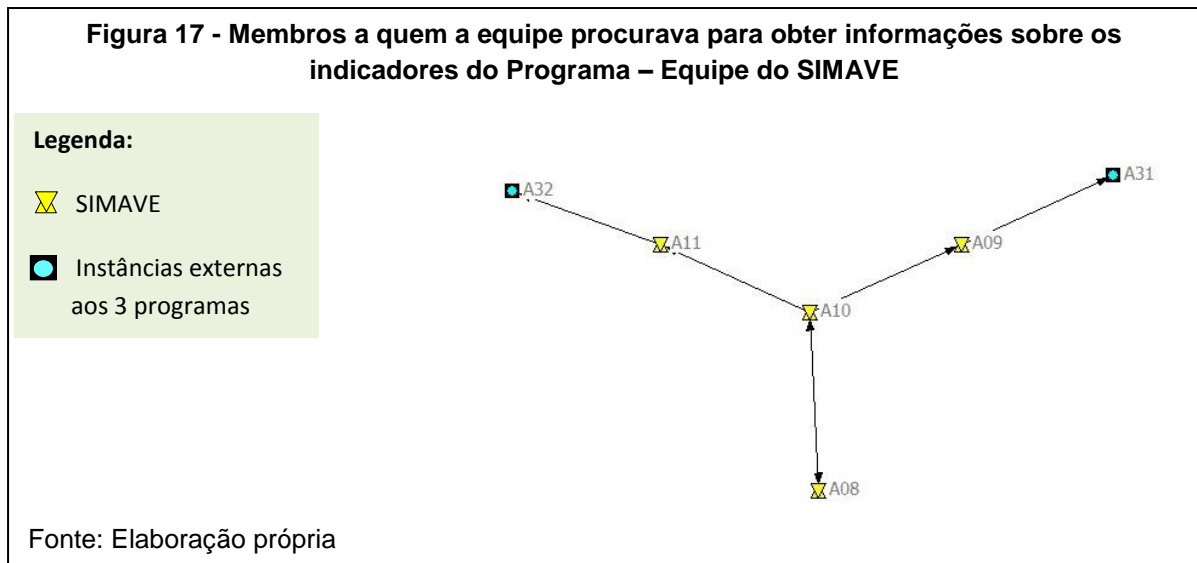 Figura 17 - Membros a quem a equipe procurava para obter informações sobre os
indicadores do Programa – Equipe do SIMAVE
Legenda:
SIMAVE
Instâncias externas
aos 3 programas
A32
A31
A11
A09
A10
A08
Fonte: Elaboração própria